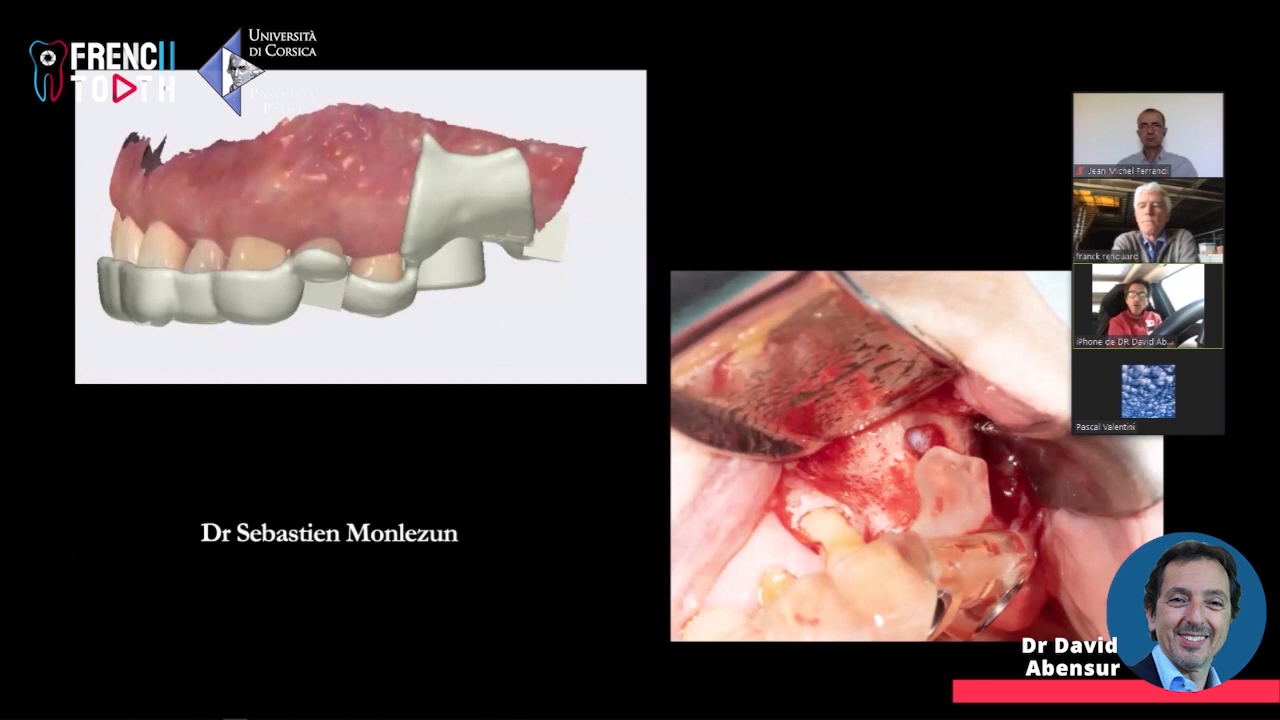 FRENCH
TOOTH
UNIVERSITÀ
DI CORSICA
Jean Michel Ferrandi
franck renouard
iPhone de DR David Ab...
Pascal Valentini
Dr Sebastien Monlezun
Dr David
Abensur